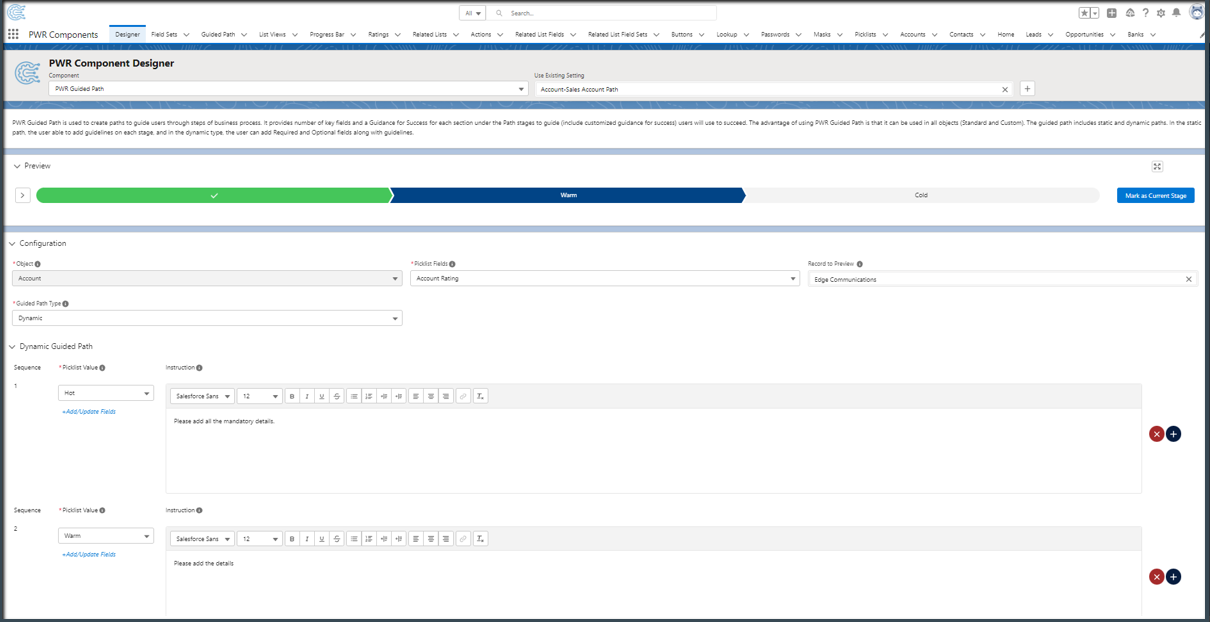 All
Search...
PWR Components
Designer
Field Sets
Guided Path
List Views
Progress Bar
Ratings
Related Lists
Actions
Related List Fields
Related List Field Sets
Buttons
Lookup
Passwords
Masks
Picklists
Accounts
Contacts
Home
Leads
Opportunities
Banks
PWR Component Designer
Component
Use Existing Setting
PWR Guided Path
Account-Sales Account Path
PWR Guided Path is used to create paths to guide users through steps of business process. It provides number of key fields and a Guidance for Success for each section under the Path stages to guide (include customized guidance for success) users will use to succeed. The advantage of using PWR Guided Path is that it can be used in all objects (Standard and Custom). The guided path includes static and dynamic paths. In the static
path, the user able to add guidelines on each stage, and in the dynamic type, the user can add Required and Optional fields along with guidelines.
Preview
Warm
Cold
Mark as Current Stage
Configuration
*Object
*Picklist Fields
Record to Preview
Account
Account Rating
Edge Communications
*Guided Path Type
Dynamic
Dynamic Guided Path
Sequence
*Picklist Value
Instruction
1
Hot
Salesforce Sans
12
B I U S
+Add/Update Fields
Please add all the mandatory details.
Sequence
*Picklist Value
Instruction
2
Warm
Salesforce Sans
12
B I U S
+Add/Update Fields
Please add the details